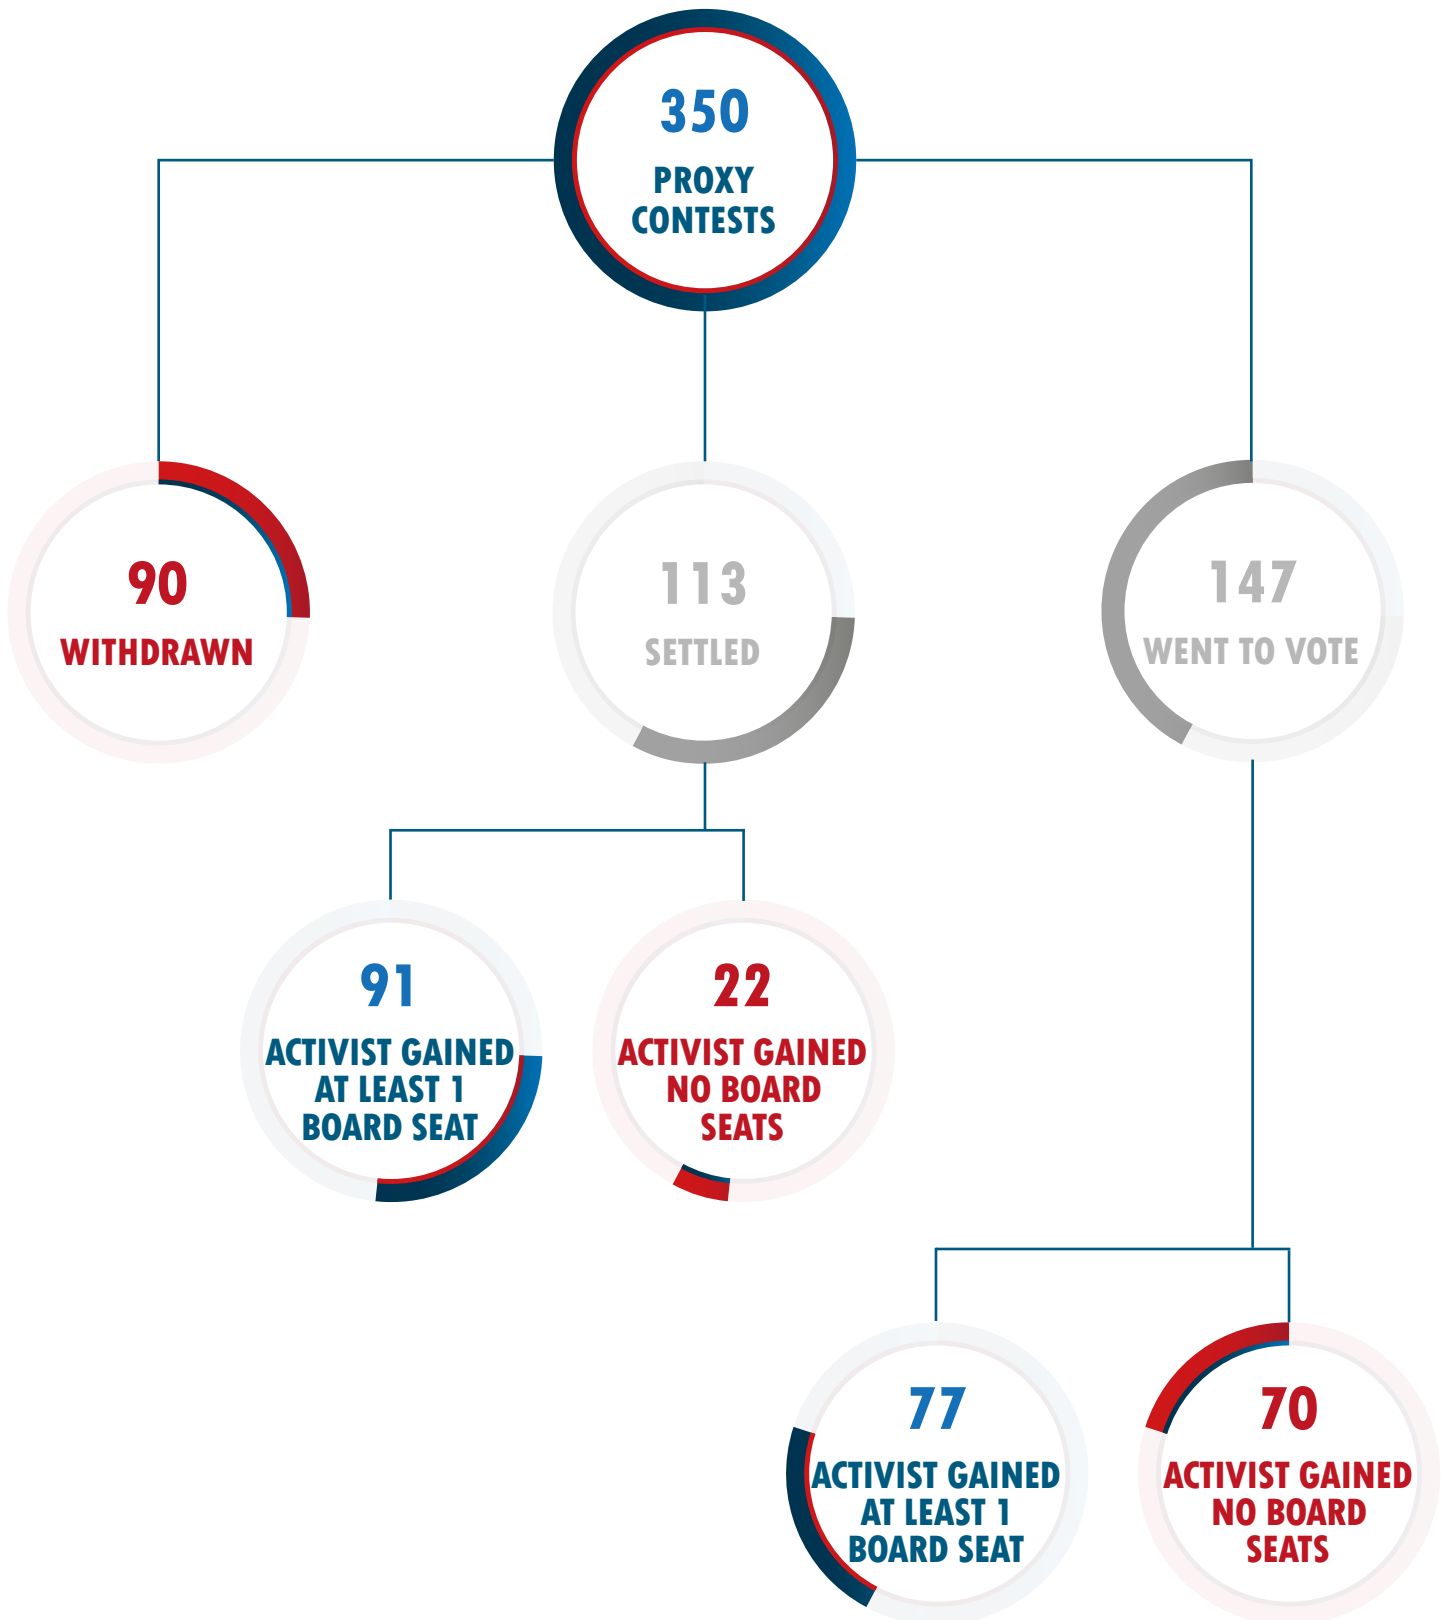 350
PROXY
CONTESTS
90
WITHDRAWN
113
SETTLED
147
WENT TO VOTE
91
ACTIVIST GAINED
AT LEAST 1
BOARD SEAT
22
ACTIVIST GAINED
NO BOARD
SEATS
77
ACTIVIST GAINED
AT LEAST 1
BOARD SEAT
70
ACTIVIST GAINED
NO BOARD
SEATS